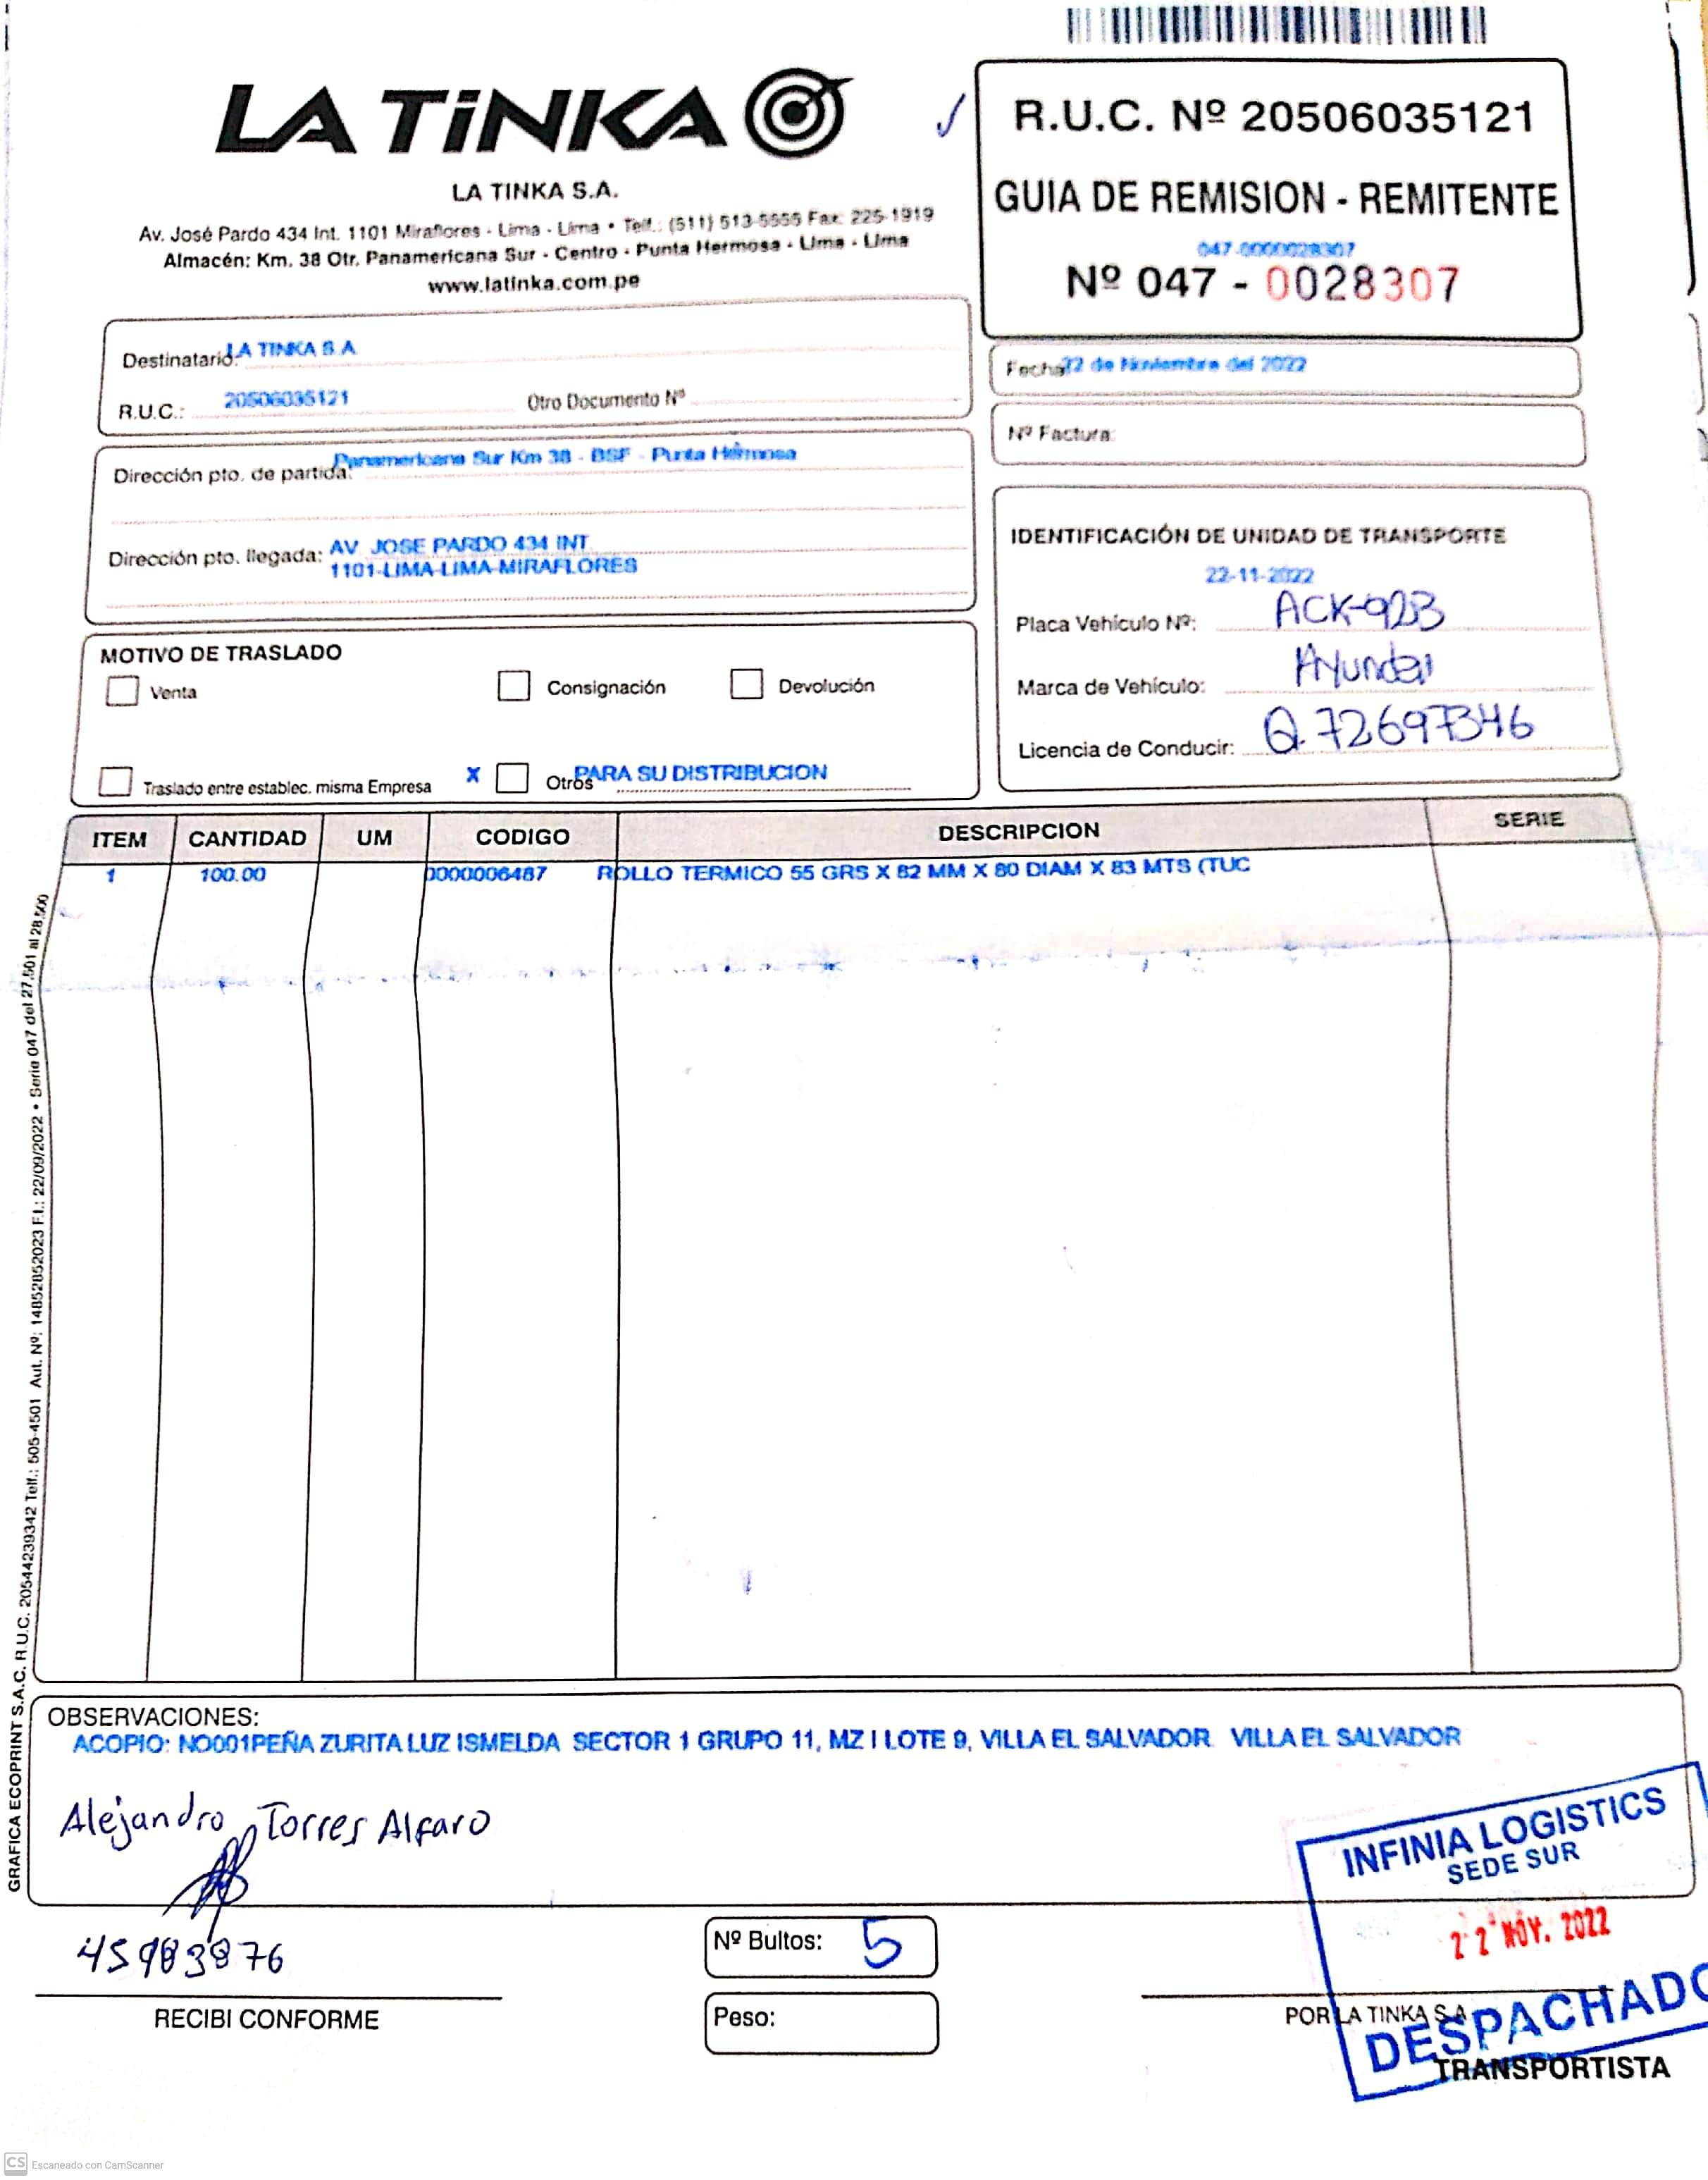 LA TiNKA
R.U.C. Nº 20506035121
LA TINKA S.A.
GUIA DE REMISION - REMITENTE
Av. José Pardo 434 Int. 1101 Miraflores - Lima - Lima • Telf.: (511) 513-5555 Fax: 225-1919
Almacén: Km. 38 Otr. Panamericana Sur - Centro - Punta Hermosa - Lima - Lima
www.latinka.com.pe
047-0000028307
Nº 047 - 0028307
Destinatario: LA TINKA S.A.
R.U.C.: 20506035121 Otro Documento Nº
Fecha 22 de Noviembre del 2022
Nº Factura:
Dirección pto. de partida: Panamericana Sur Km 38 - BSF - Punta Hermosa
Dirección pto. llegada: AV. JOSE PARDO 434 INT.
1101-LIMA-LIMA-MIRAFLORES
IDENTIFICACIÓN DE UNIDAD DE TRANSPORTE
22-11-2022
Placa Vehículo Nº: ACK-923
Marca de Vehículo: Hyundai
Licencia de Conducir: Q.72697346
MOTIVO DE TRASLADO
Venta Consignación Devolución
Traslado entre establec. misma Empresa X Otros PARA SU DISTRIBUCION
ITEM CANTIDAD UM CODIGO DESCRIPCION SERIE
1 100.00 0000006487 ROLLO TERMICO 55 GRS X 82 MM X 80 DIAM X 83 MTS (TUC
GRAFICA ECOPRINT S.A.C. R.U.C. 20544239342 Telf.: 505-4501 Aut. Nº: 14852852023 F.I.: 22/09/2022 • Serie 047 del 27,501 al 28,500
OBSERVACIONES:
ACOPIO: NO001PEÑA ZURITA LUZ ISMELDA SECTOR 1 GRUPO 11, MZ I LOTE 9, VILLA EL SALVADOR VILLA EL SALVADOR
Alejandro Torres Alfaro
45983876
RECIBI CONFORME
Nº Bultos: 5
Peso:
INFINIA LOGISTICS
SEDE SUR
22 NOV. 2022
DESPACHADO
POR LA TINKA S.A.
TRANSPORTISTA
CS Escaneado con CamScanner